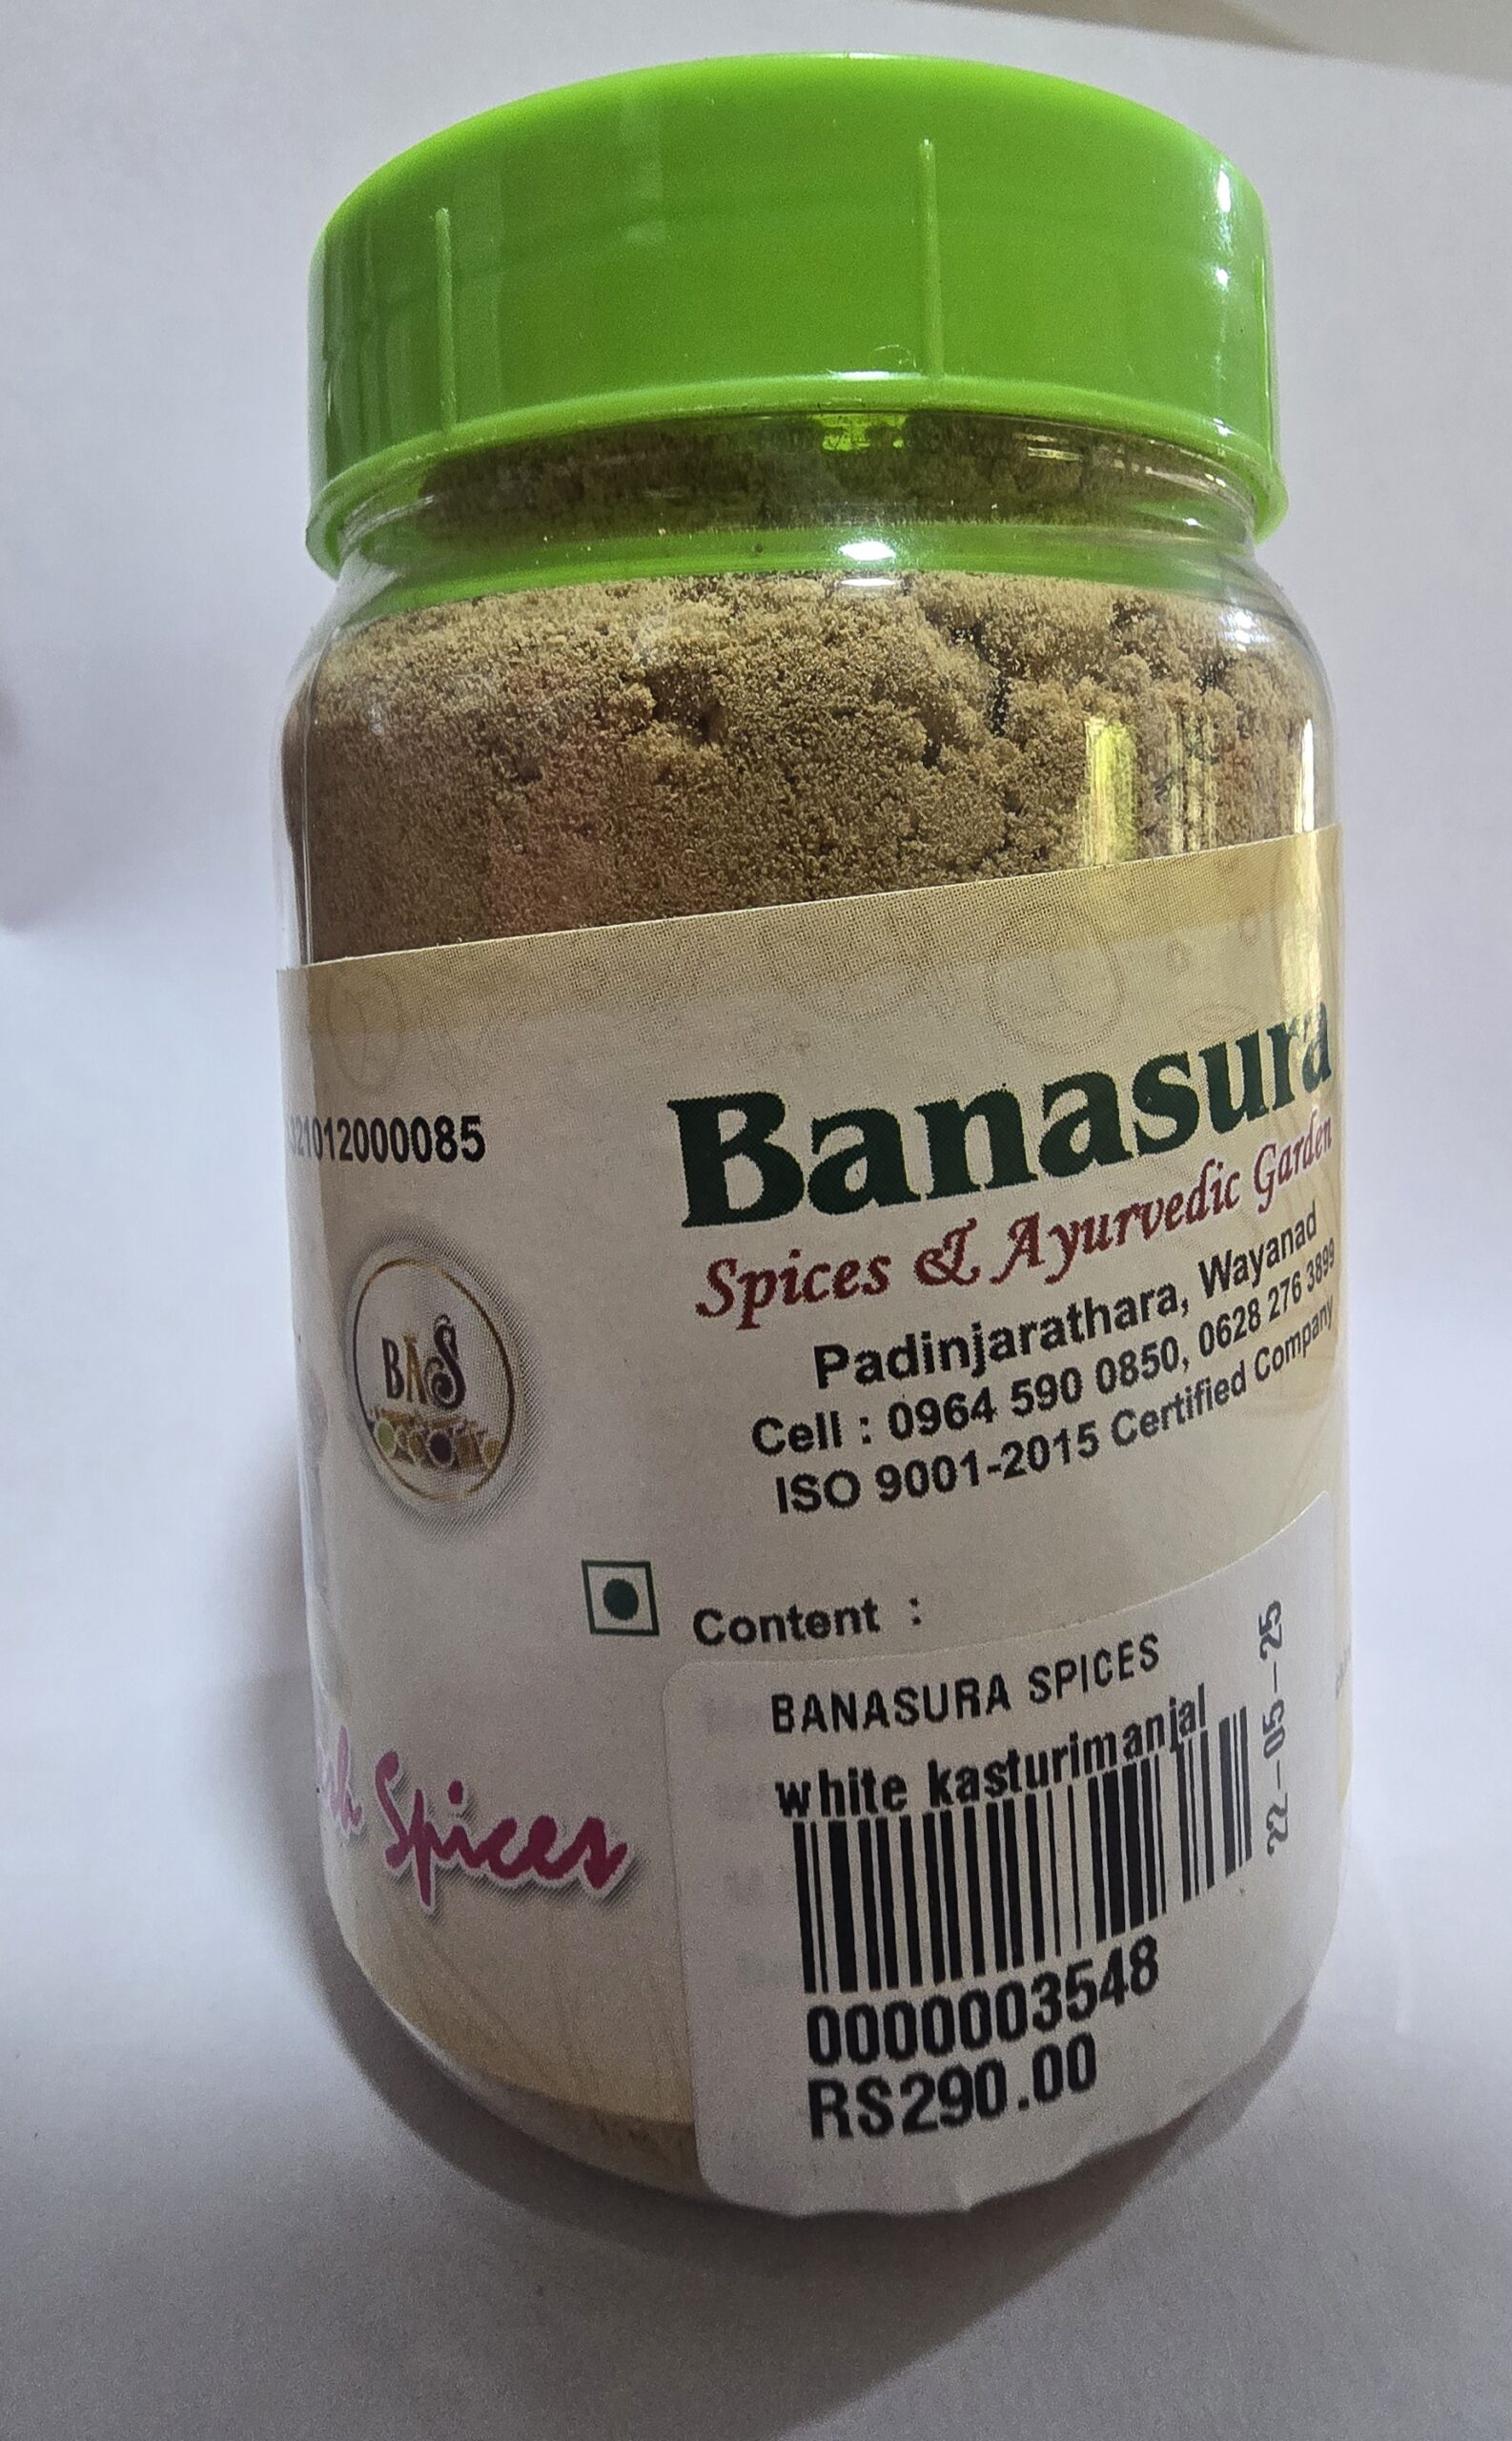 21012000085
Banasura
Spices & Ayurvedic Garden
Padinjarathara, Wayanad
Cell : 0964 590 0850, 0628 276 3899
ISO 9001-2015 Certified Company
BAS
Content :
Spices
BANASURA SPICES
white kasturimanjal
22-05-25
0000003548
RS290.00